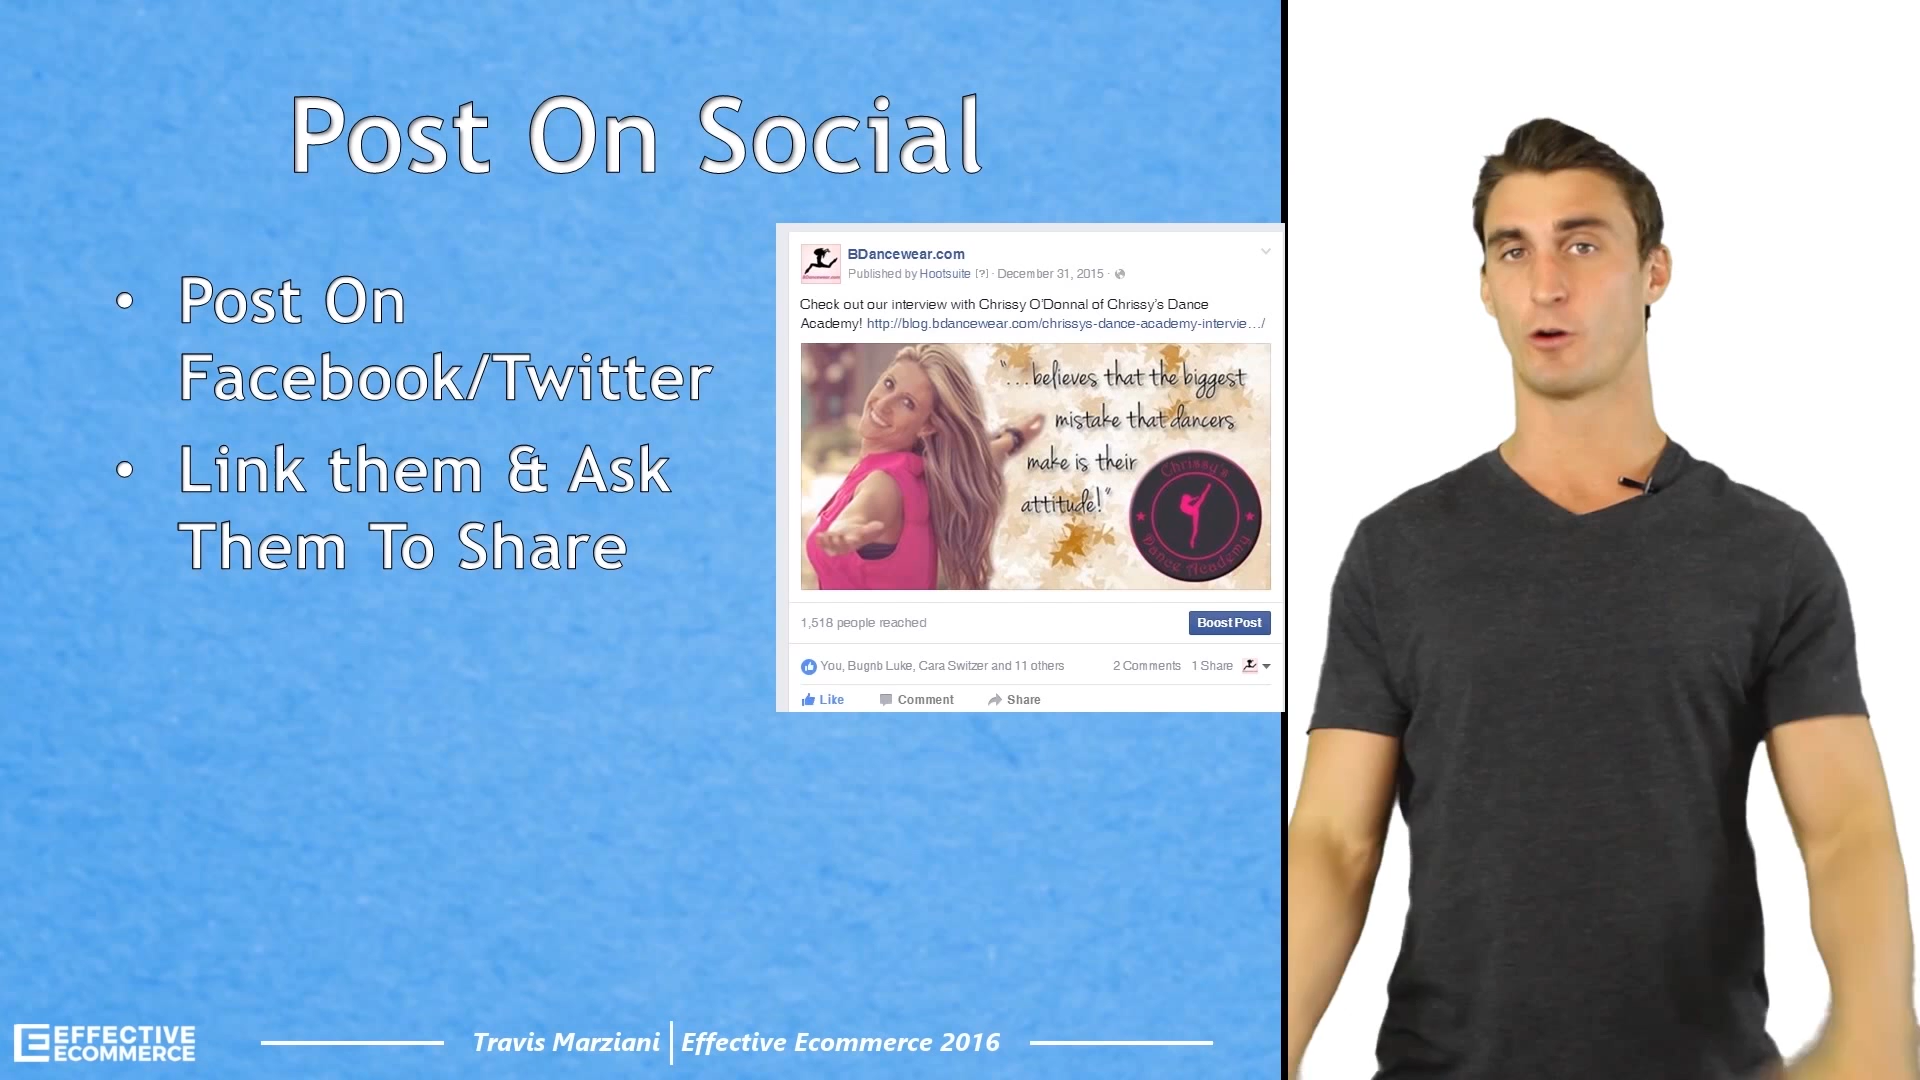 Post On Social
• Post On
Facebook/Twitter
• Link them & Ask
Them To Share
BDancewear.com
Published by Hootsuite [?] · December 31, 2015 ·
Check out our interview with Chrissy O'Donnal of Chrissy's Dance
Academy! http://blog.bdancewear.com/chrissys-dance-academy-intervie.../
"...believes that the biggest
mistake that dancers
make is their
attitude!"
Chrissy's
Dance Academy
1,518 people reached
Boost Post
You, Bugnb Luke, Cara Switzer and 11 others
2 Comments 1 Share
Like Comment Share
EFFECTIVE
ECOMMERCE
Travis Marziani | Effective Ecommerce 2016